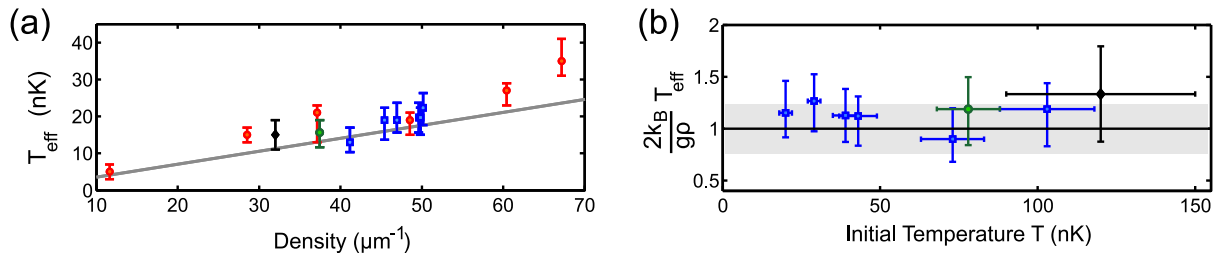 (a)
T_eff (nK)
40
30
20
10
0
10 20 30 40 50 60 70
Density (μm⁻¹)
(b)
2k_B/gρ T_eff
2
1.5
1
0.5
0 50 100 150
Initial Temperature T (nK)